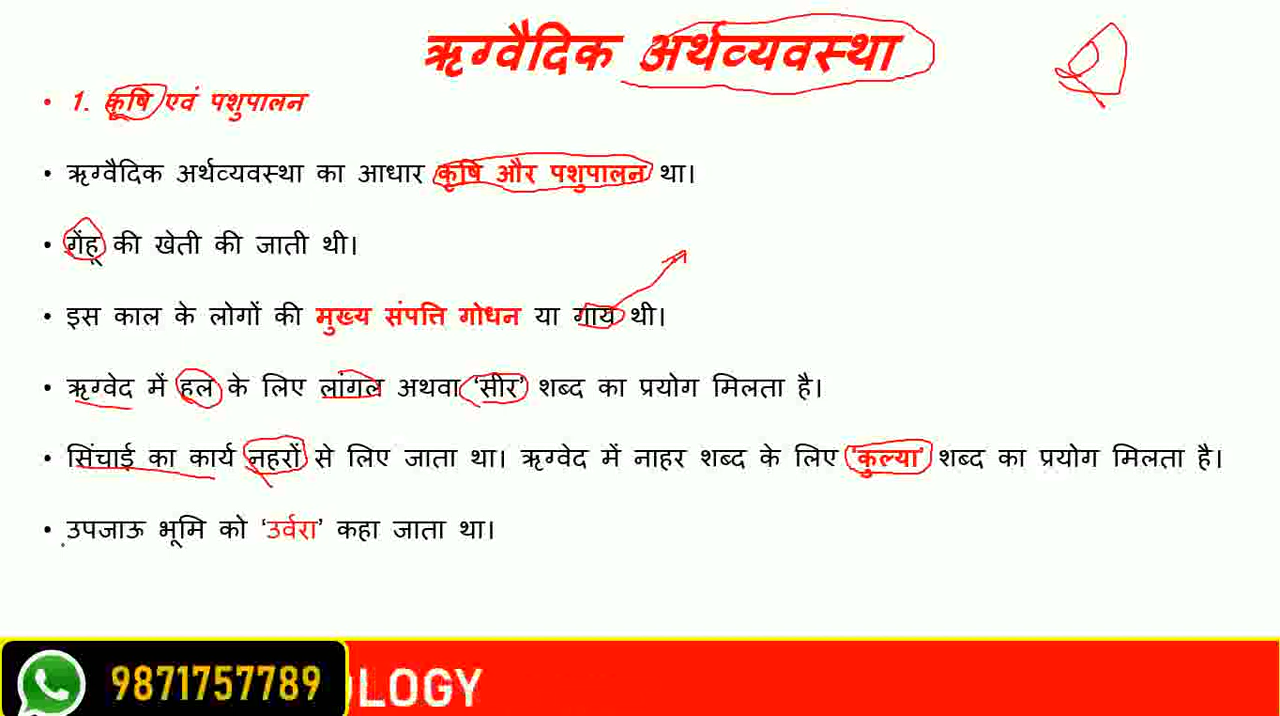 ऋग्वैदिक अर्थव्यवस्था
• 1. कृषि एवं पशुपालन
• ऋग्वैदिक अर्थव्यवस्था का आधार कृषि और पशुपालन था।
• गेंहू की खेती की जाती थी।
• इस काल के लोगों की मुख्य संपत्ति गोधन या गाय थी।
• ऋग्वेद में हल के लिए लांगल अथवा ‘सीर’ शब्द का प्रयोग मिलता है।
• सिंचाई का कार्य नहरों से लिए जाता था। ऋग्वेद में नाहर शब्द के लिए ‘कुल्या’ शब्द का प्रयोग मिलता है।
• उपजाऊ भूमि को ‘उर्वरा’ कहा जाता था।
9871757789 OLOGY